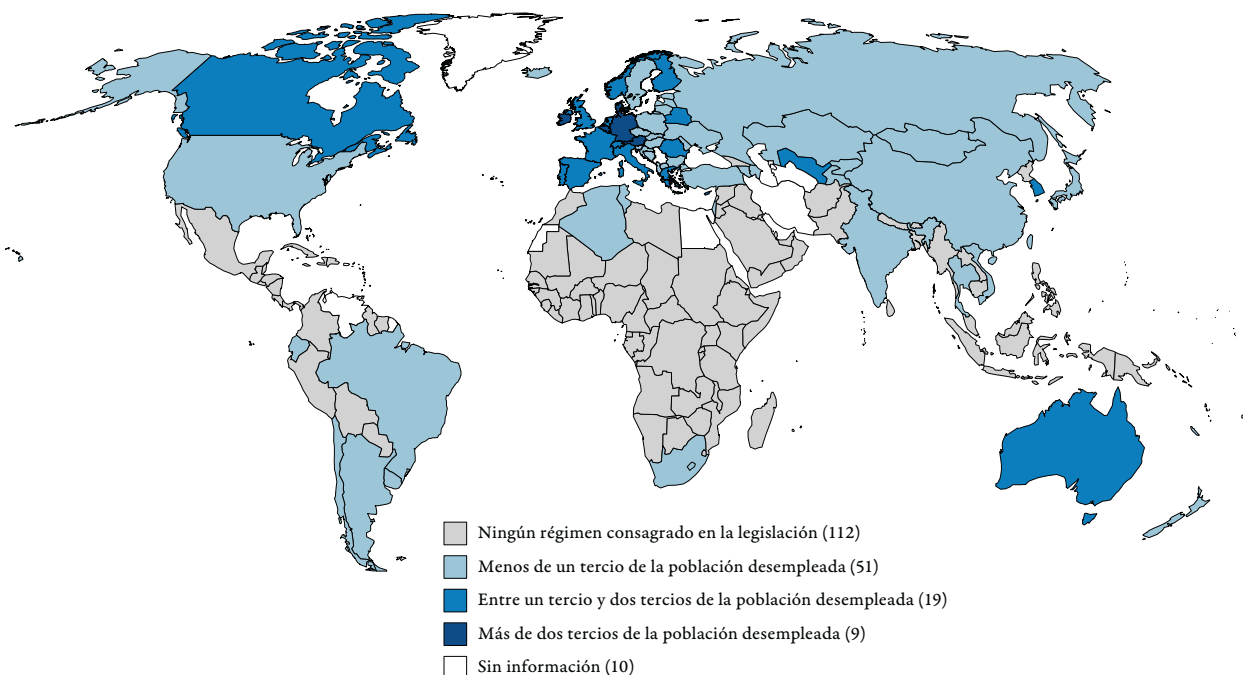 Ningún régimen consagrado en la legislación (112)
Menos de un tercio de la población desempleada (51)
Entre un tercio y dos tercios de la población desempleada (19)
Más de dos tercios de la población desempleada (9)
Sin información (10)